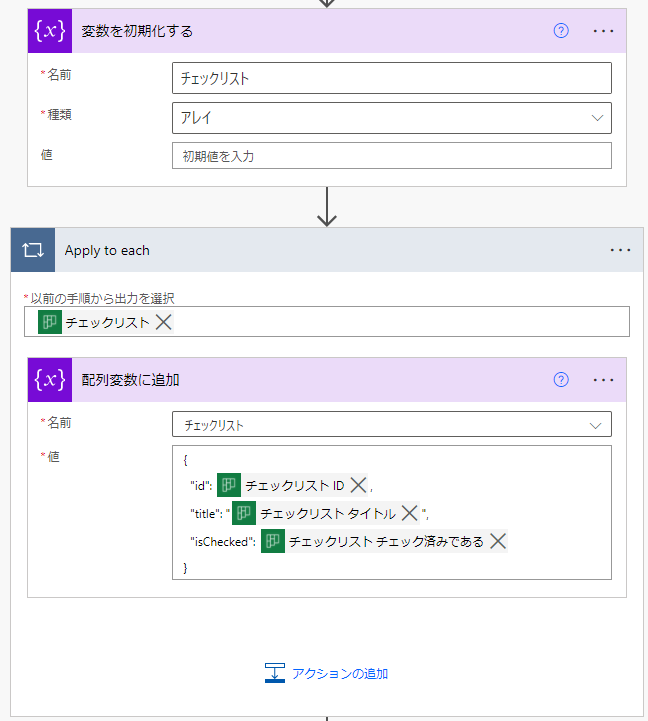 {x} 変数を初期化する ? ...
*名前 チェックリスト
*種類 アレイ
値 初期値を入力
Apply to each ...
*以前の手順から出力を選択
チェックリスト
{x} 配列変数に追加 ? ...
*名前 チェックリスト
*値 {
"id": チェックリスト ID ,
"title": " チェックリスト タイトル ",
"isChecked": チェックリスト チェック済みである
}
アクションの追加